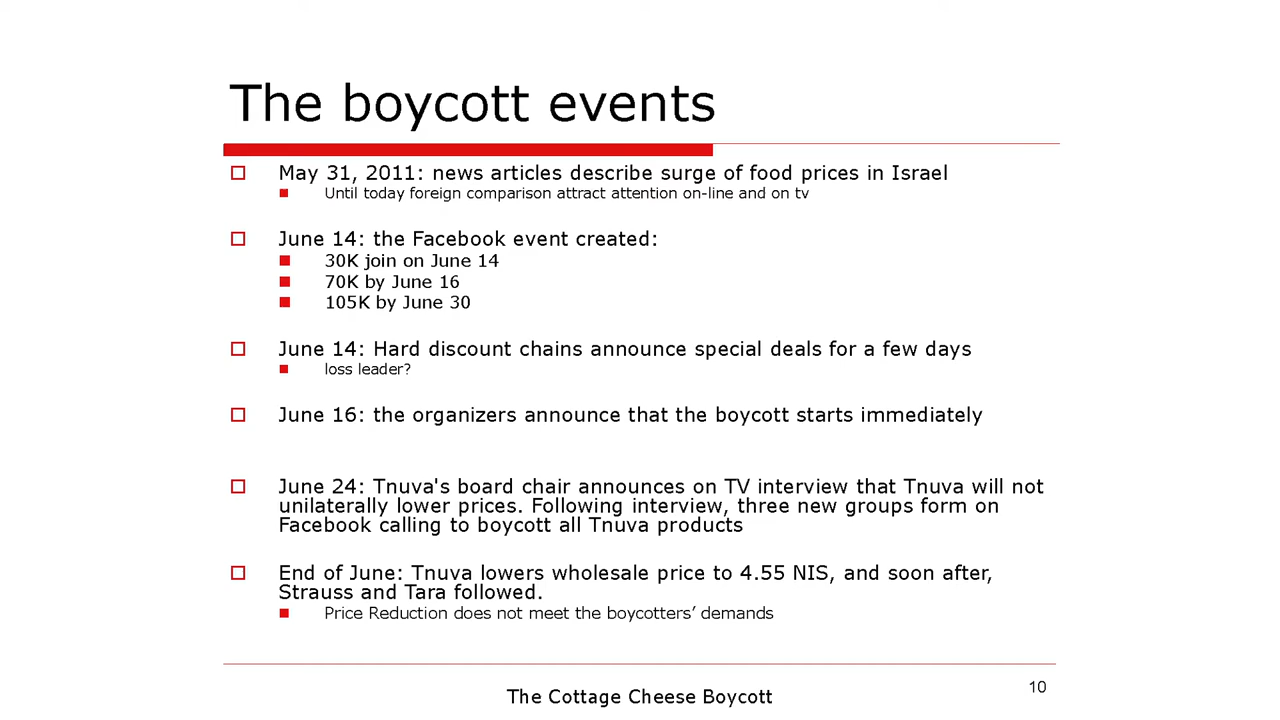 The boycott events
May 31, 2011: news articles describe surge of food prices in Israel
Until today foreign comparison attract attention on-line and on tv
June 14: the Facebook event created:
30K join on June 14
70K by June 16
105K by June 30
June 14: Hard discount chains announce special deals for a few days
loss leader?
June 16: the organizers announce that the boycott starts immediately
June 24: Tnuva's board chair announces on TV interview that Tnuva will not
unilaterally lower prices. Following interview, three new groups form on
Facebook calling to boycott all Tnuva products
End of June: Tnuva lowers wholesale price to 4.55 NIS, and soon after,
Strauss and Tara followed.
Price Reduction does not meet the boycotters’ demands
The Cottage Cheese Boycott
10